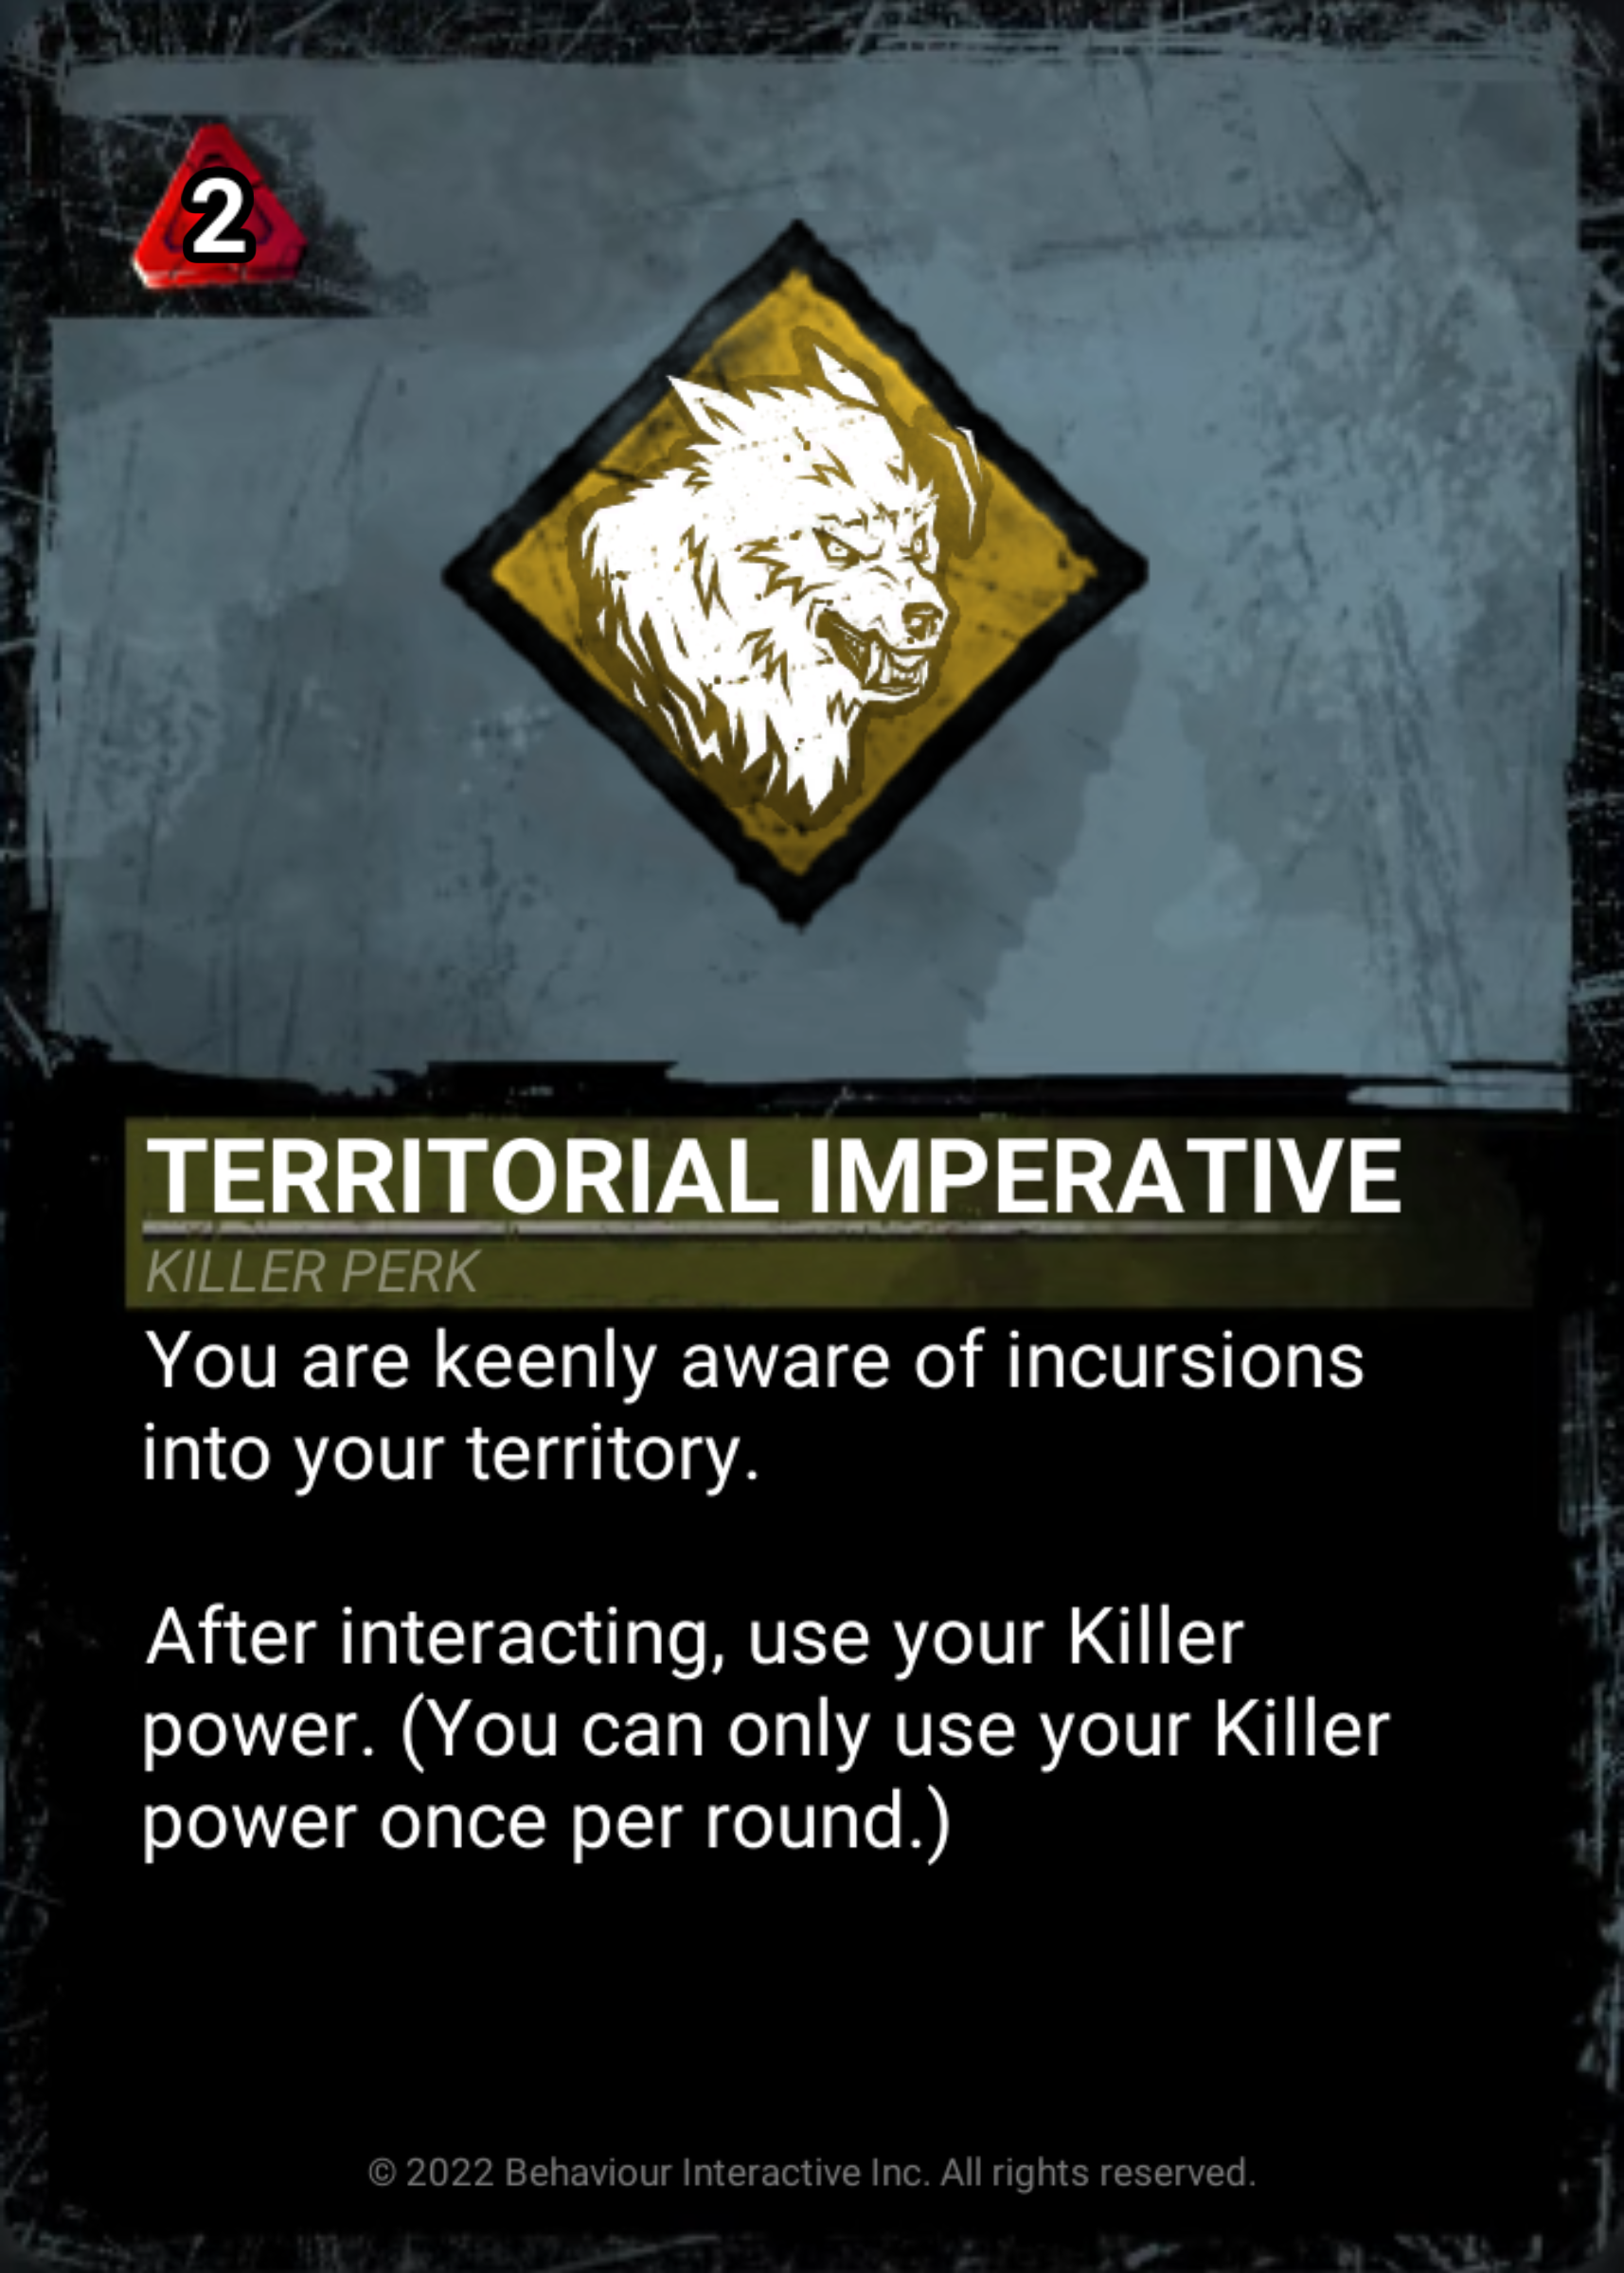 2
TERRITORIAL IMPERATIVE
KILLER PERK
You are keenly aware of incursions
into your territory.
After interacting, use your Killer
power. (You can only use your Killer
power once per round.)
© 2022 Behaviour Interactive Inc. All rights reserved.